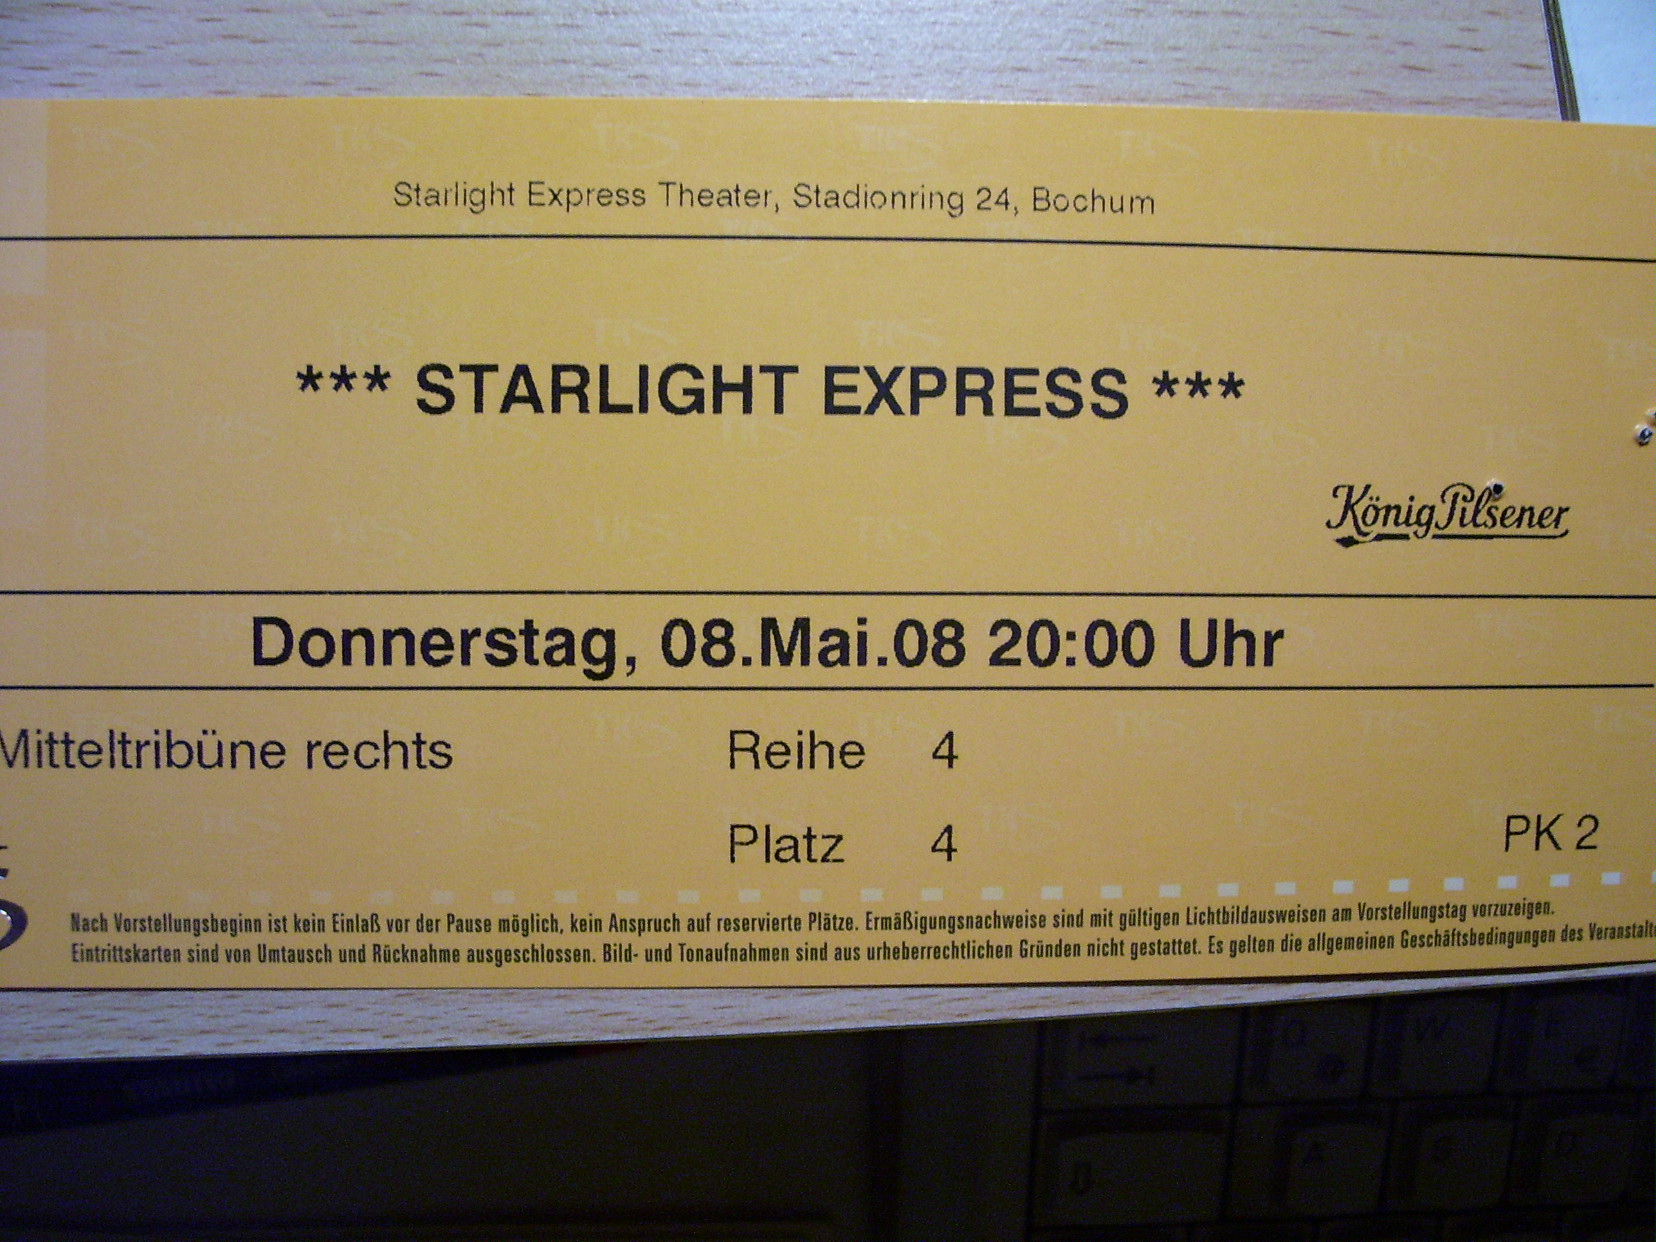 Starlight Express Theater, Stadionring 24, Bochum
*** STARLIGHT EXPRESS ***
König Pilsener
Donnerstag, 08.Mai.08 20:00 Uhr
Mitteltribüne rechts Reihe 4
Platz 4
PK 2
Nach Vorstellungsbeginn ist kein Einlaß vor der Pause möglich, kein Anspruch auf reservierte Plätze. Ermäßigungsnachweise sind mit gültigen Lichtbildausweisen am Vorstellungstag vorzuzeigen.
Eintrittskarten sind von Umtausch und Rücknahme ausgeschlossen. Bild- und Tonaufnahmen sind aus urheberrechtlichen Gründen nicht gestattet. Es gelten die allgemeinen Geschäftsbedingungen des
Q W E
@ €
A S D